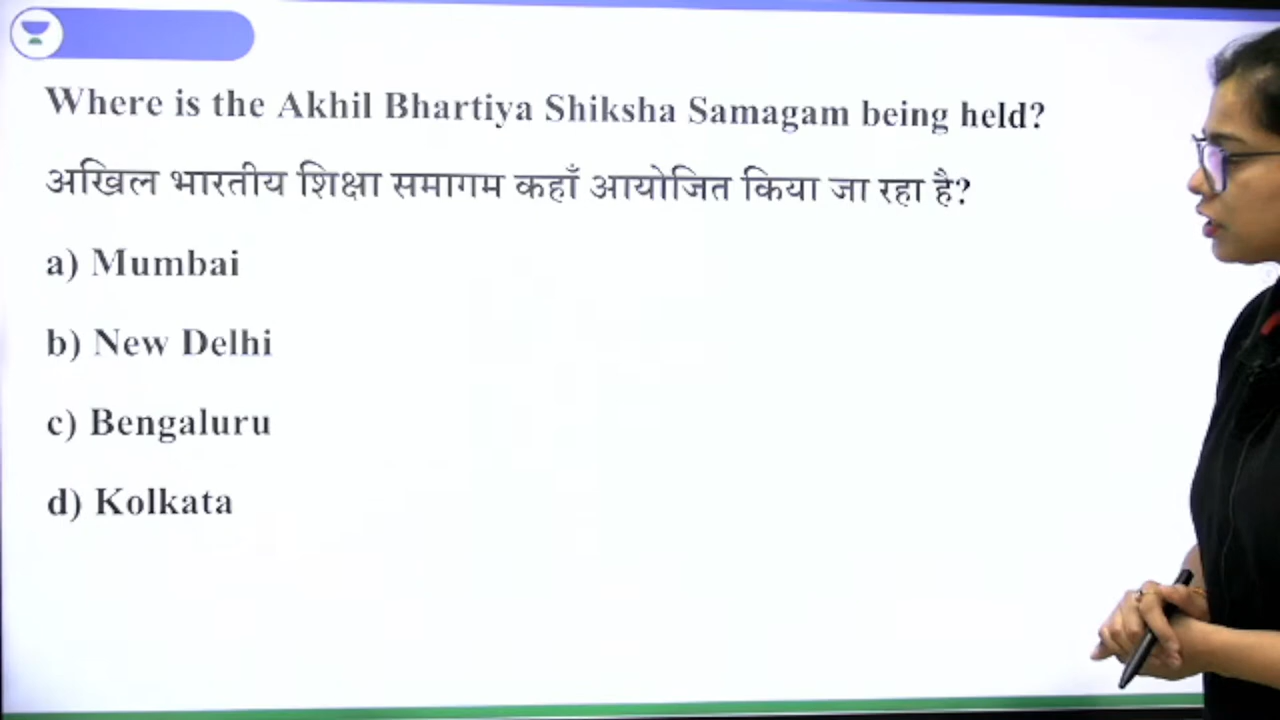 Where is the Akhil Bhartiya Shiksha Samagam being held?
अखिल भारतीय शिक्षा समागम कहाँ आयोजित किया जा रहा है?
a) Mumbai
b) New Delhi
c) Bengaluru
d) Kolkata